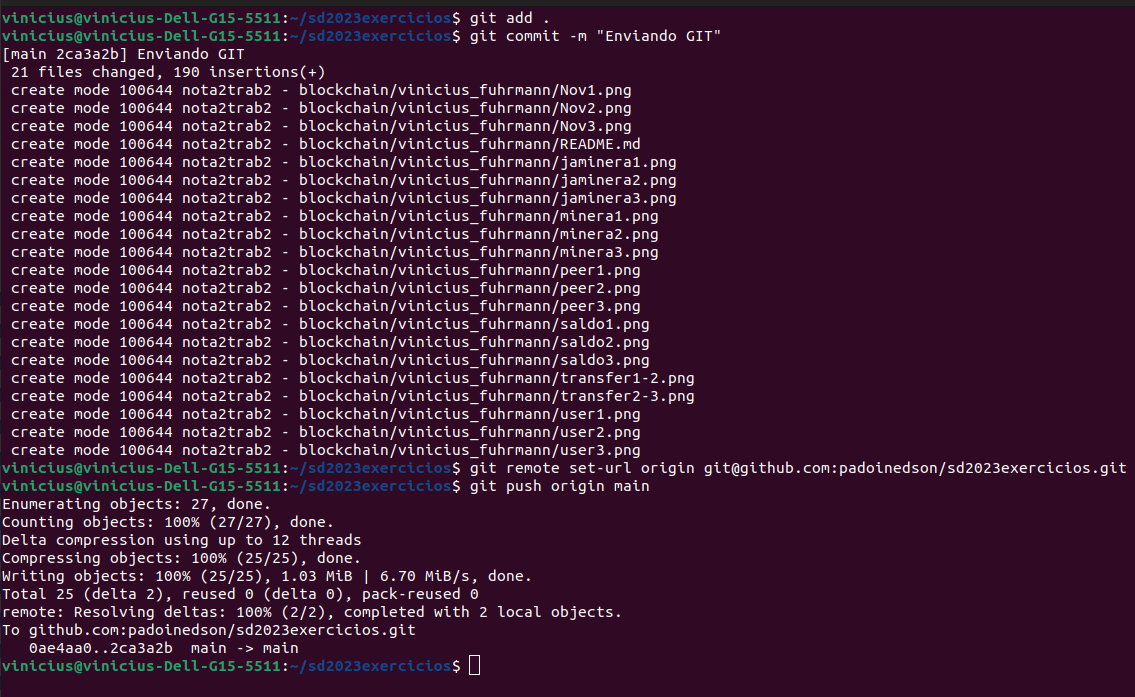 vinicius@vinicius-Dell-G15-5511:~/sd2023exercicios$ git add .
vinicius@vinicius-Dell-G15-5511:~/sd2023exercicios$ git commit -m "Enviando GIT"
[main 2ca3a2b] Enviando GIT
 21 files changed, 190 insertions(+)
 create mode 100644 nota2trab2 - blockchain/vinicius_fuhrmann/Nov1.png
 create mode 100644 nota2trab2 - blockchain/vinicius_fuhrmann/Nov2.png
 create mode 100644 nota2trab2 - blockchain/vinicius_fuhrmann/Nov3.png
 create mode 100644 nota2trab2 - blockchain/vinicius_fuhrmann/README.md
 create mode 100644 nota2trab2 - blockchain/vinicius_fuhrmann/jaminera1.png
 create mode 100644 nota2trab2 - blockchain/vinicius_fuhrmann/jaminera2.png
 create mode 100644 nota2trab2 - blockchain/vinicius_fuhrmann/jaminera3.png
 create mode 100644 nota2trab2 - blockchain/vinicius_fuhrmann/minera1.png
 create mode 100644 nota2trab2 - blockchain/vinicius_fuhrmann/minera2.png
 create mode 100644 nota2trab2 - blockchain/vinicius_fuhrmann/minera3.png
 create mode 100644 nota2trab2 - blockchain/vinicius_fuhrmann/peer1.png
 create mode 100644 nota2trab2 - blockchain/vinicius_fuhrmann/peer2.png
 create mode 100644 nota2trab2 - blockchain/vinicius_fuhrmann/peer3.png
 create mode 100644 nota2trab2 - blockchain/vinicius_fuhrmann/saldo1.png
 create mode 100644 nota2trab2 - blockchain/vinicius_fuhrmann/saldo2.png
 create mode 100644 nota2trab2 - blockchain/vinicius_fuhrmann/saldo3.png
 create mode 100644 nota2trab2 - blockchain/vinicius_fuhrmann/transfer1-2.png
 create mode 100644 nota2trab2 - blockchain/vinicius_fuhrmann/transfer2-3.png
 create mode 100644 nota2trab2 - blockchain/vinicius_fuhrmann/user1.png
 create mode 100644 nota2trab2 - blockchain/vinicius_fuhrmann/user2.png
 create mode 100644 nota2trab2 - blockchain/vinicius_fuhrmann/user3.png
vinicius@vinicius-Dell-G15-5511:~/sd2023exercicios$ git remote set-url origin git@github.com:padoinedson/sd2023exercicios.git
vinicius@vinicius-Dell-G15-5511:~/sd2023exercicios$ git push origin main
Enumerating objects: 27, done.
Counting objects: 100% (27/27), done.
Delta compression using up to 12 threads
Compressing objects: 100% (25/25), done.
Writing objects: 100% (25/25), 1.03 MiB | 6.70 MiB/s, done.
Total 25 (delta 2), reused 0 (delta 0), pack-reused 0
remote: Resolving deltas: 100% (2/2), completed with 2 local objects.
To github.com:padoinedson/sd2023exercicios.git
   0ae4aa0..2ca3a2b  main -> main
vinicius@vinicius-Dell-G15-5511:~/sd2023exercicios$